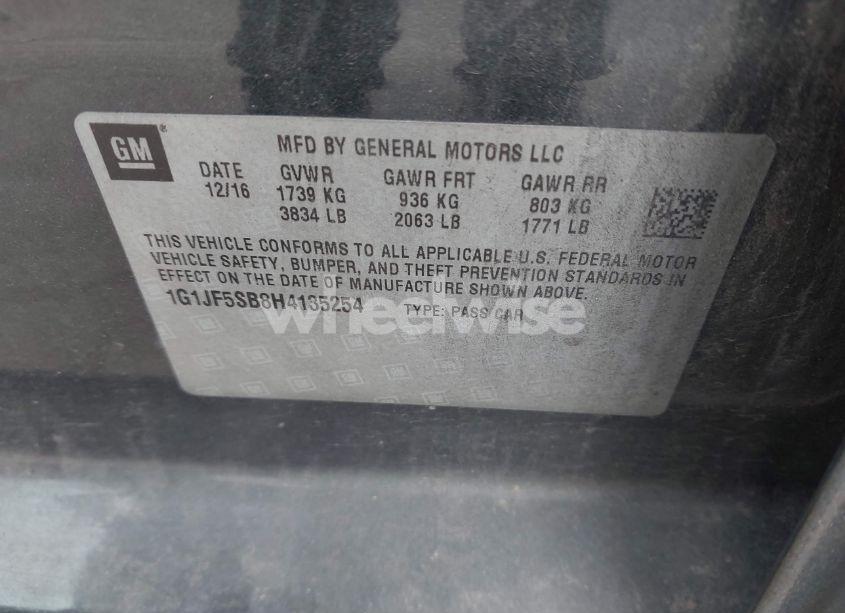 GM®
MFD BY GENERAL MOTORS LLC
DATE GVWR GAWR FRT GAWR RR
12/16 1739 KG 936 KG 803 KG
3834 LB 2063 LB 1771 LB
THIS VEHICLE CONFORMS TO ALL APPLICABLE U.S. FEDERAL MOTOR
VEHICLE SAFETY, BUMPER, AND THEFT PREVENTION STANDARDS IN
EFFECT ON THE DATE OF MANUFACTURE SHOWN ABOVE.
1G1JF5SB8H4135254 TYPE: PASS CAR
wheelwise